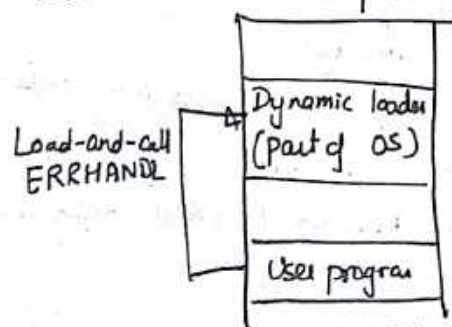 Dynamic loader
(part of OS)
Load-and-call
ERRHANDL
User program